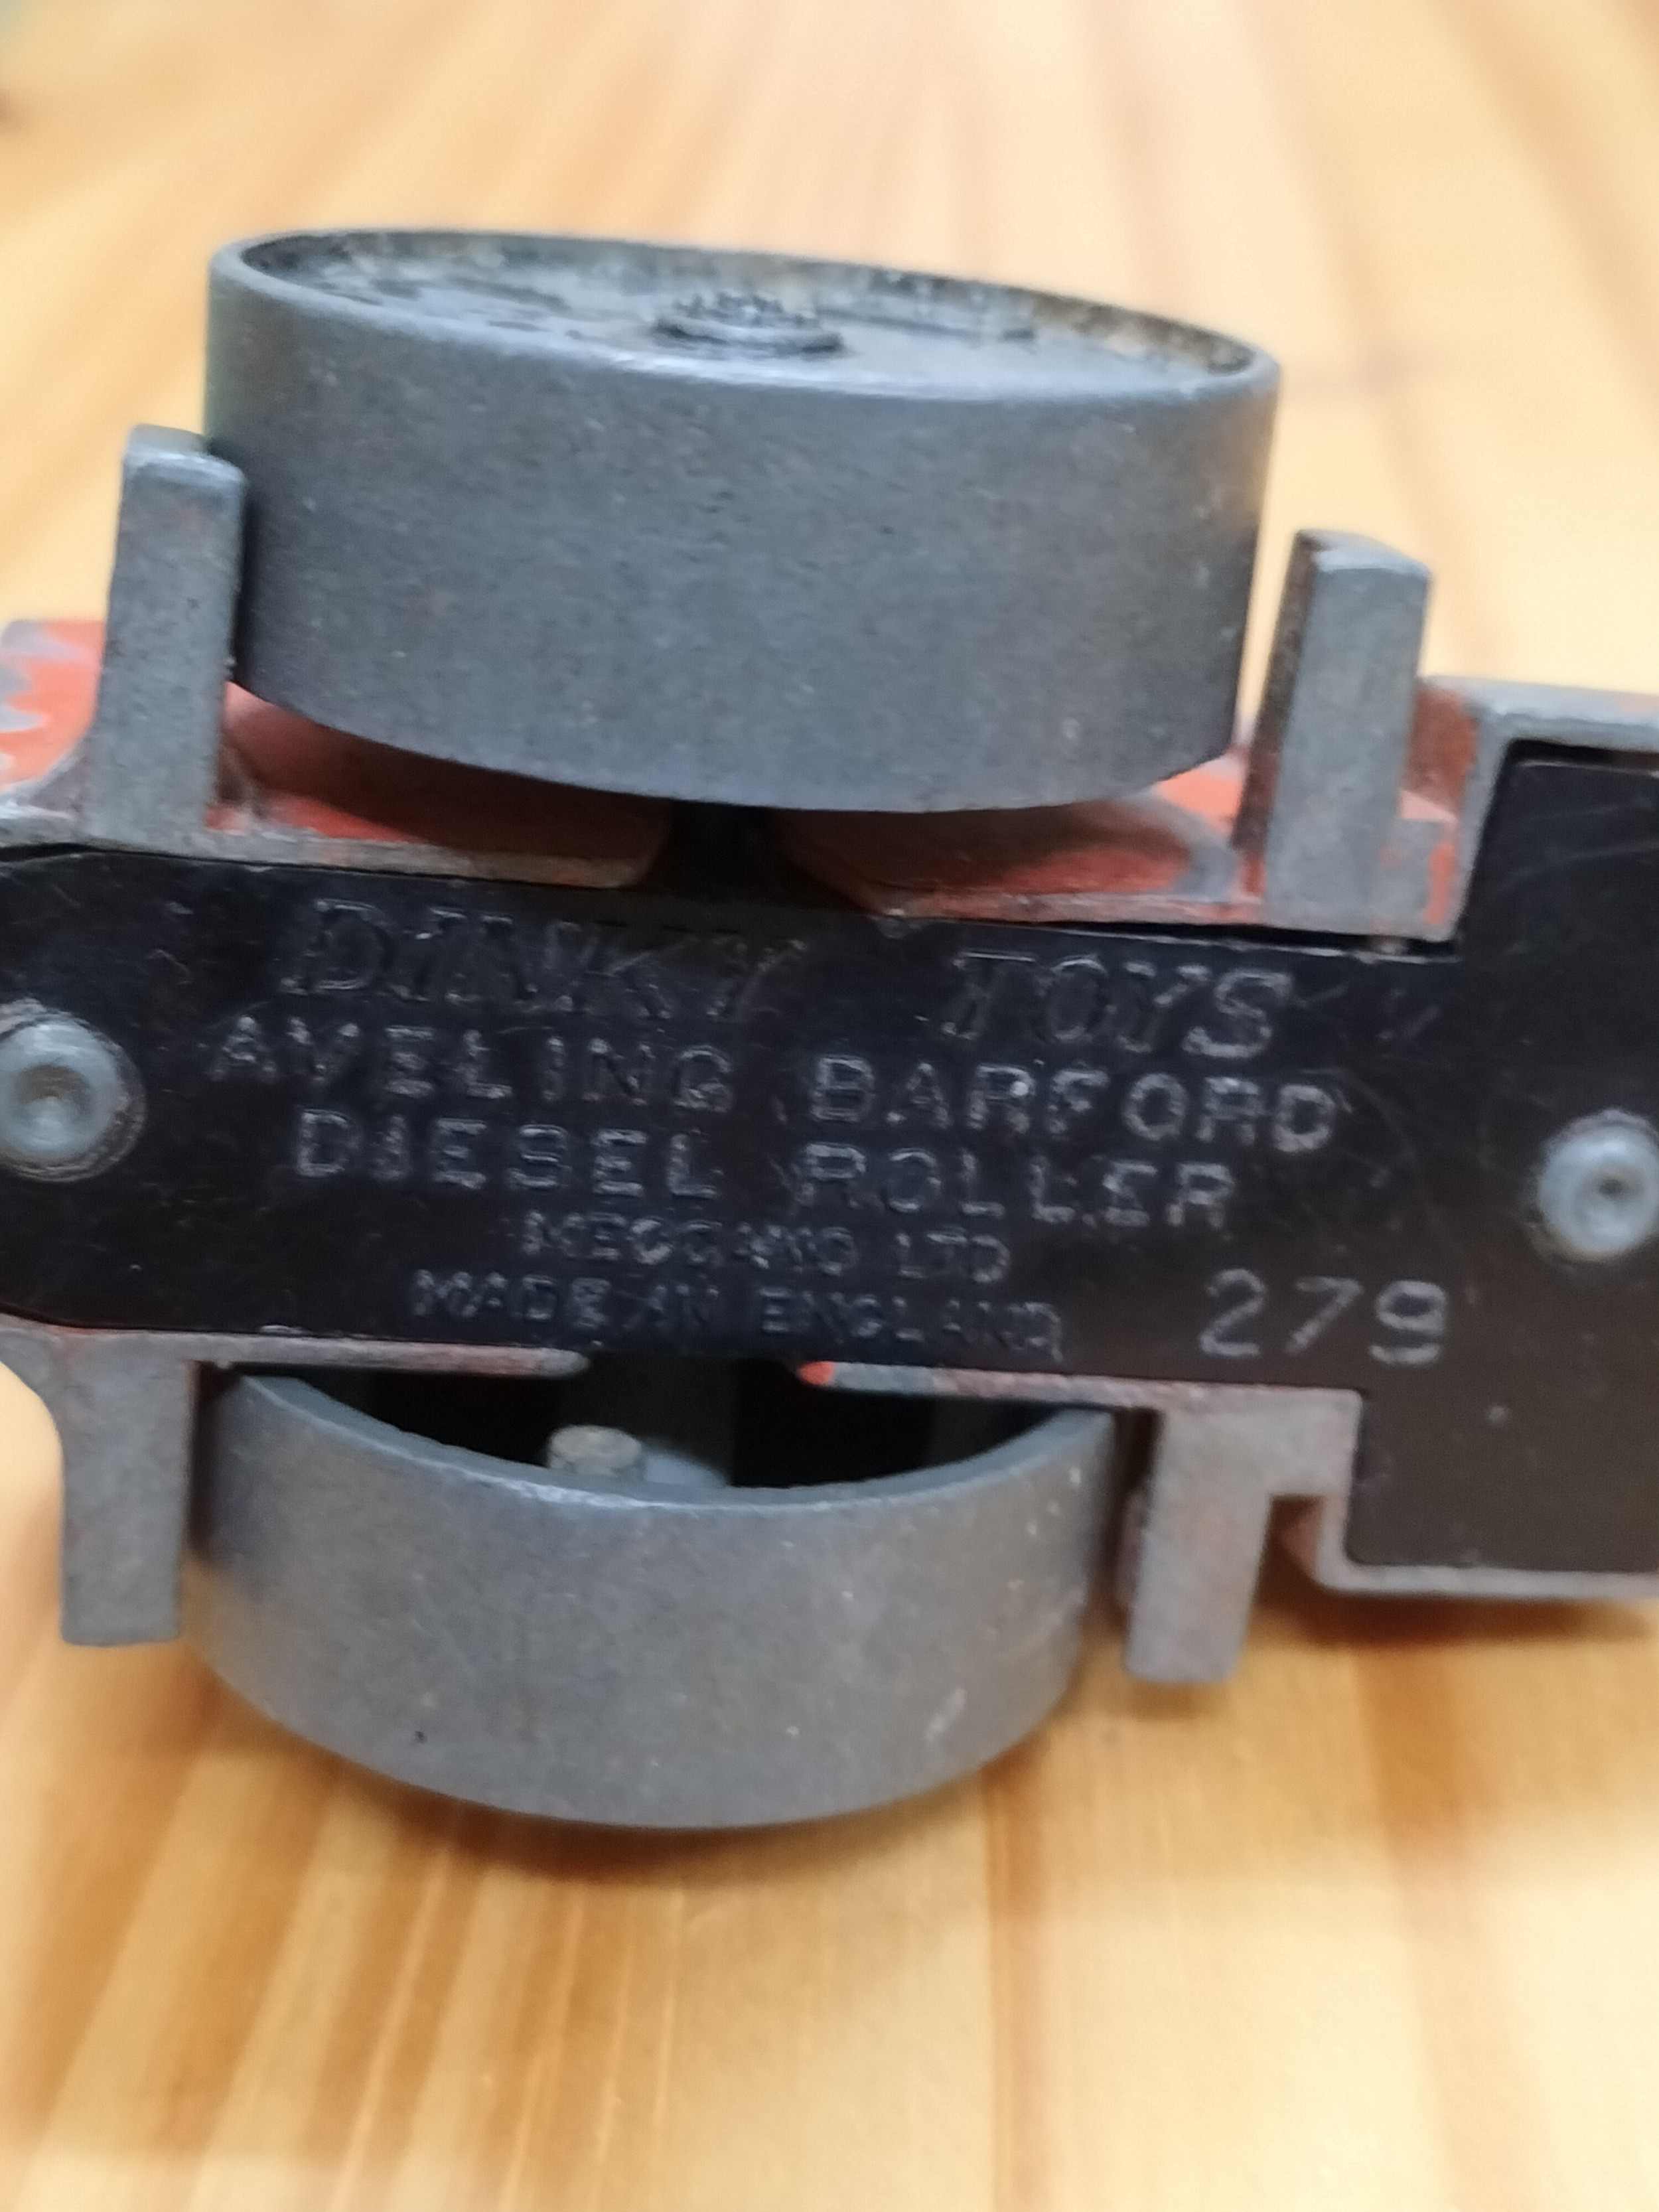 DINKY TOYS
AVELING BARFORD
DIESEL ROLLER
MECCANO LTD
MADE IN ENGLAND 279